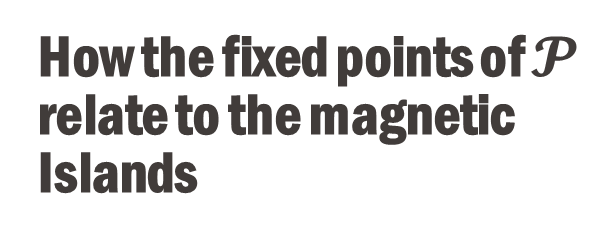 How the fixed points of 𝒫
relate to the magnetic
Islands